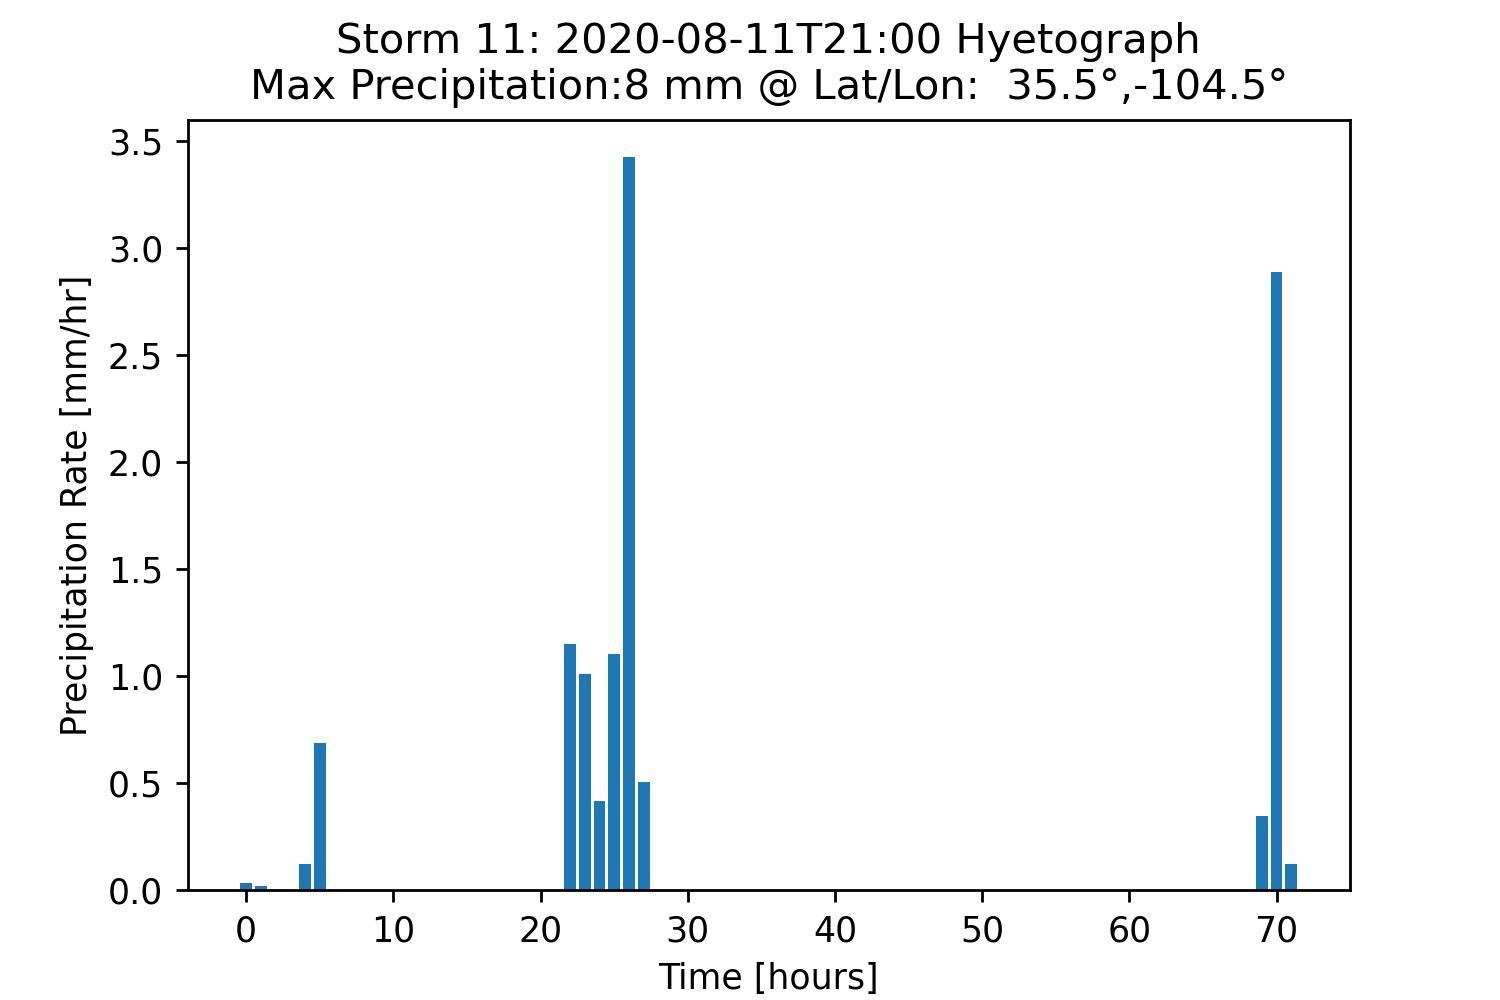 Storm 11: 2020-08-11T21:00 Hyetograph
Max Precipitation:8 mm @ Lat/Lon:  35.5°,-104.5°
3.5
3.0
2.5
2.0
1.5
1.0
0.5
0.0
Precipitation Rate [mm/hr]
0 10 20 30 40 50 60 70
Time [hours]